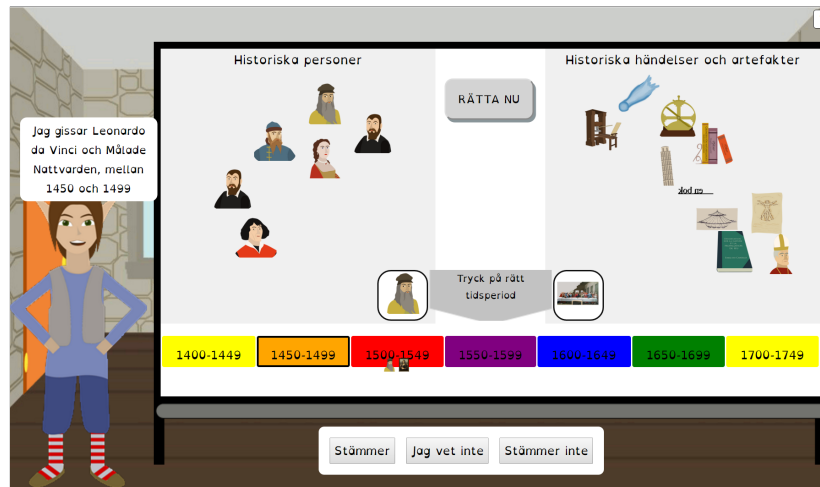 Historiska personer
Historiska händelser och artefakter
RÄTTA NU
Jag gissar Leonardo
da Vinci och Målade
Nattvarden, mellan
1450 och 1499
en bok
Tryck på rätt
tidsperiod
1400-1449
1450-1499
1500-1549
1550-1599
1600-1649
1650-1699
1700-1749
Stämmer
Jag vet inte
Stämmer inte